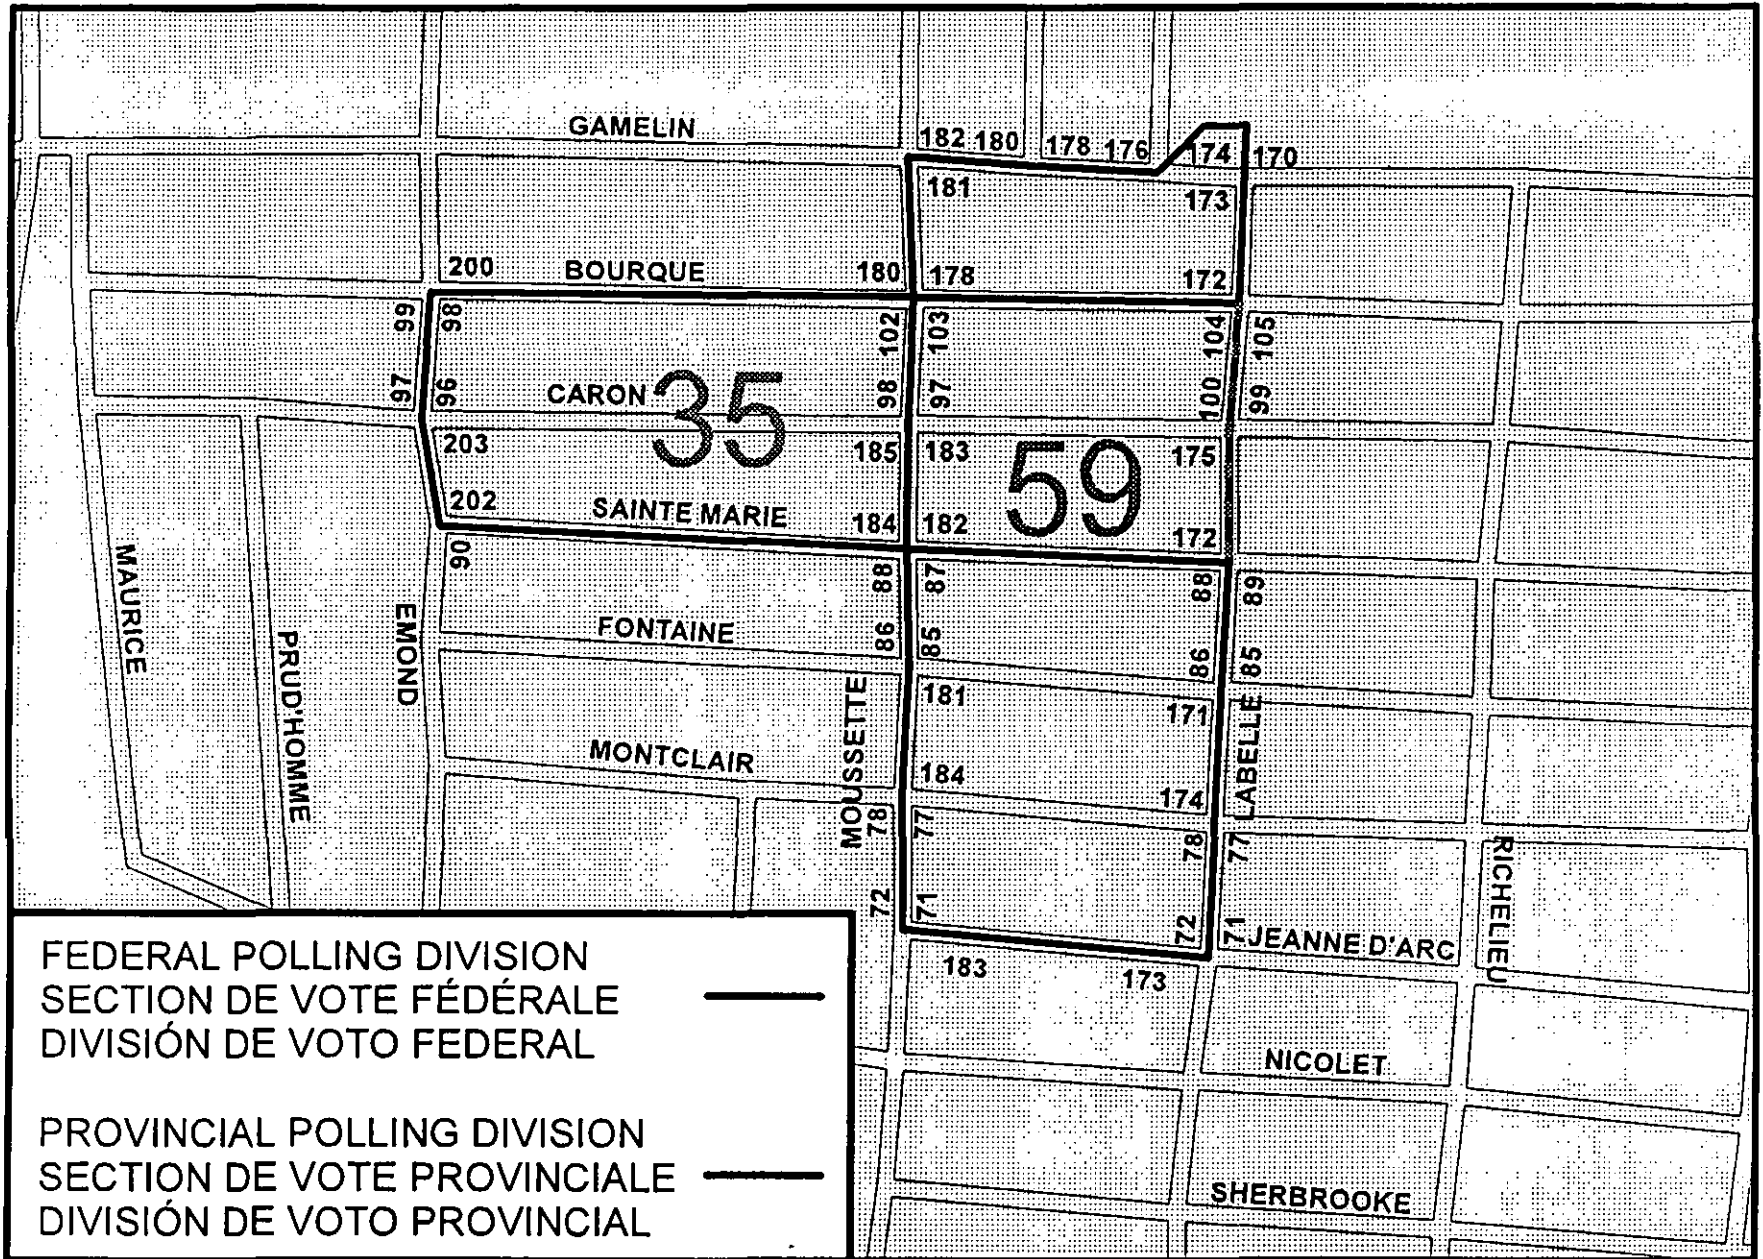 GAMELIN
182 180 178 176 174 170
181 173
200 BOURQUE 180 178 172
99 98 102 103 104 105
97 96 CARON 35 98 97 100 99
203 185 183 59 175
202 SAINTE MARIE 184 182 172
90 88 87 88 89
MAURICE
PRUD'HOMME
EMOND
FONTAINE 86 85 86 85
MOUSSETTE
181 171
LABELLE
MONTCLAIR 184 174
78 77 78 77
RICHELIEU
72 71 72 71 JEANNE D'ARC
183 173
NICOLET
SHERBROOKE
FEDERAL POLLING DIVISION
SECTION DE VOTE FÉDÉRALE
DIVISIÓN DE VOTO FEDERAL
PROVINCIAL POLLING DIVISION
SECTION DE VOTE PROVINCIALE
DIVISIÓN DE VOTO PROVINCIAL